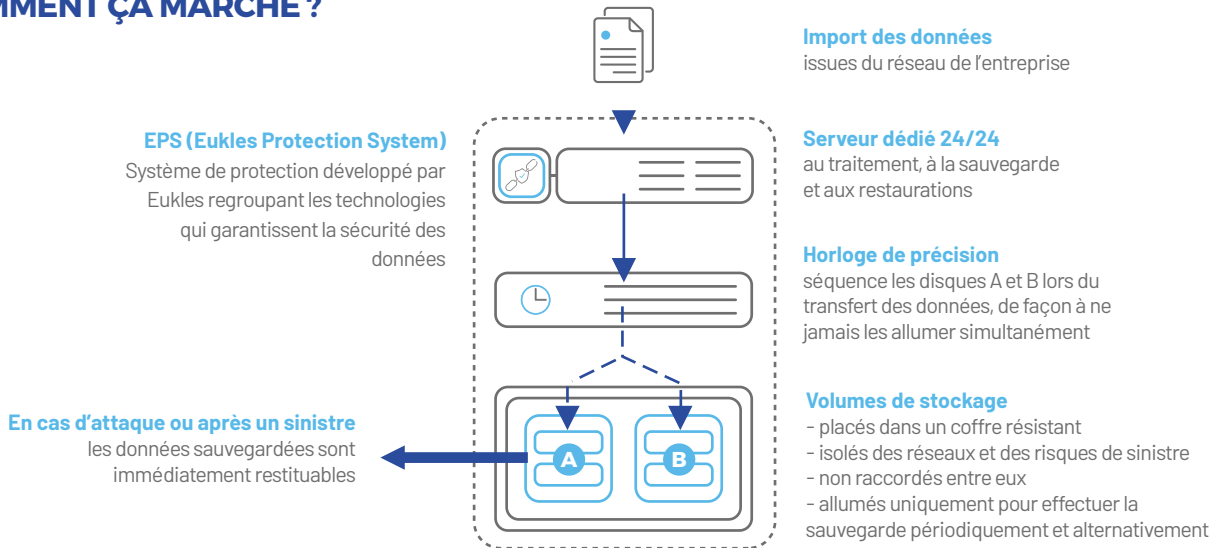 MMENT ÇA MARCHE ?
Import des données
issues du réseau de l'entreprise
EPS (Eukles Protection System)
Système de protection développé par
Eukles regroupant les technologies
qui garantissent la sécurité des
données
Serveur dédié 24/24
au traitement, à la sauvegarde
et aux restaurations
Horloge de précision
séquence les disques A et B lors du
transfert des données, de façon à ne
jamais les allumer simultanément
En cas d'attaque ou après un sinistre
les données sauvegardées sont
immédiatement restituables
A
B
Volumes de stockage
- placés dans un coffre résistant
- isolés des réseaux et des risques de sinistre
- non raccordés entre eux
- allumés uniquement pour effectuer la
sauvegarde périodiquement et alternativement